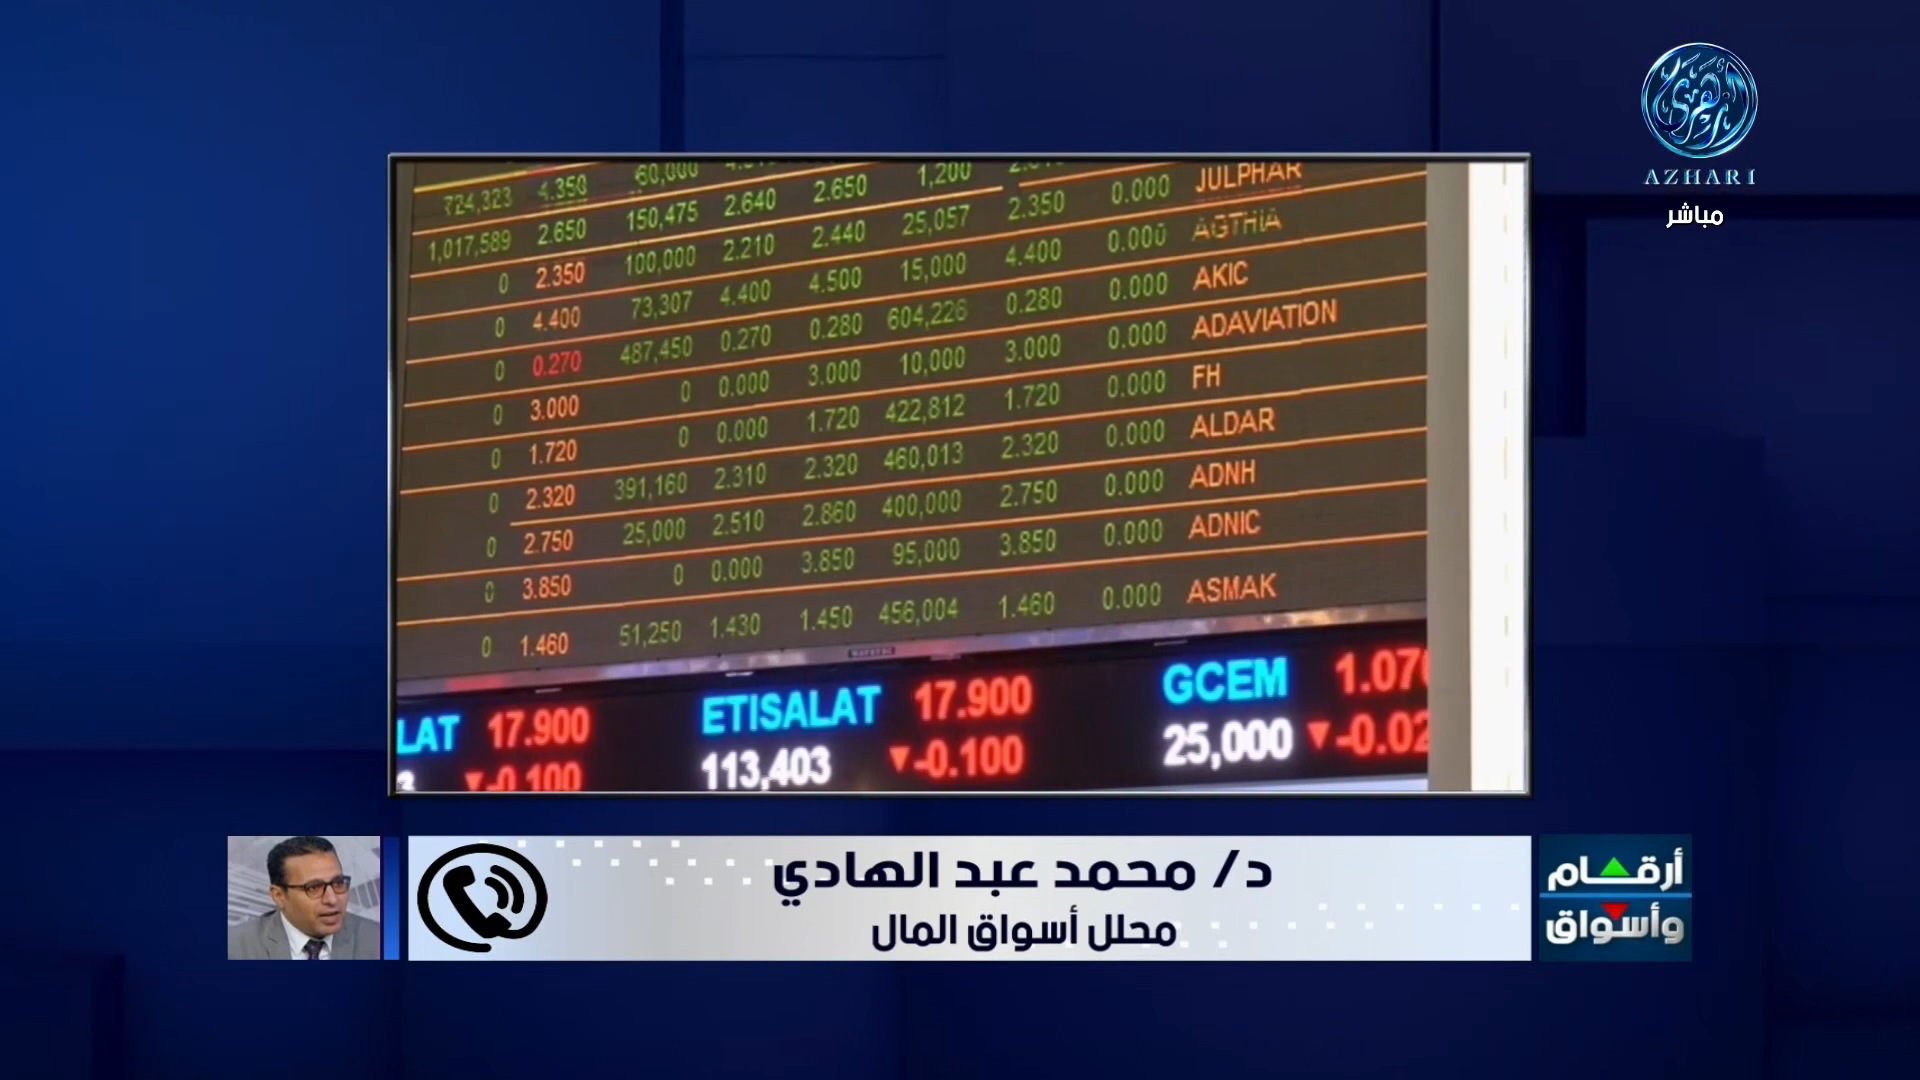 أزهري
AZHARI
مباشر
724,323 4.350 60,000
1,017,589 2.650 150,475 2.640 2.650 1,200
0 2.350 100,000 2.210 2.440 25,057 2.350 0.000 JULPHAR
0 4.400 73,307 4.400 4.500 15,000 4.400 0.000 AGTHIA
0 0.270 487,450 0.270 0.280 604,226 0.280 0.000 AKIC
0 3.000 0 0.000 3.000 10,000 3.000 0.000 ADAVIATION
0 1.720 0 0.000 1.720 422,812 1.720 0.000 FH
0 2.320 391,160 2.310 2.320 460,013 2.320 0.000 ALDAR
0 2.750 25,000 2.510 2.860 400,000 2.750 0.000 ADNH
0 3.850 0 0.000 3.850 95,000 3.850 0.000 ADNIC
0 1.460 51,250 1.430 1.450 456,004 1.460 0.000 ASMAK
LAT 17.900 ETISALAT 17.900 GCEM 1.07
3 ▼-0.100 113,403 ▼-0.100 25,000 ▼-0.02
د/ محمد عبد الهادي
محلل أسواق المال
أرقام
وأسواق